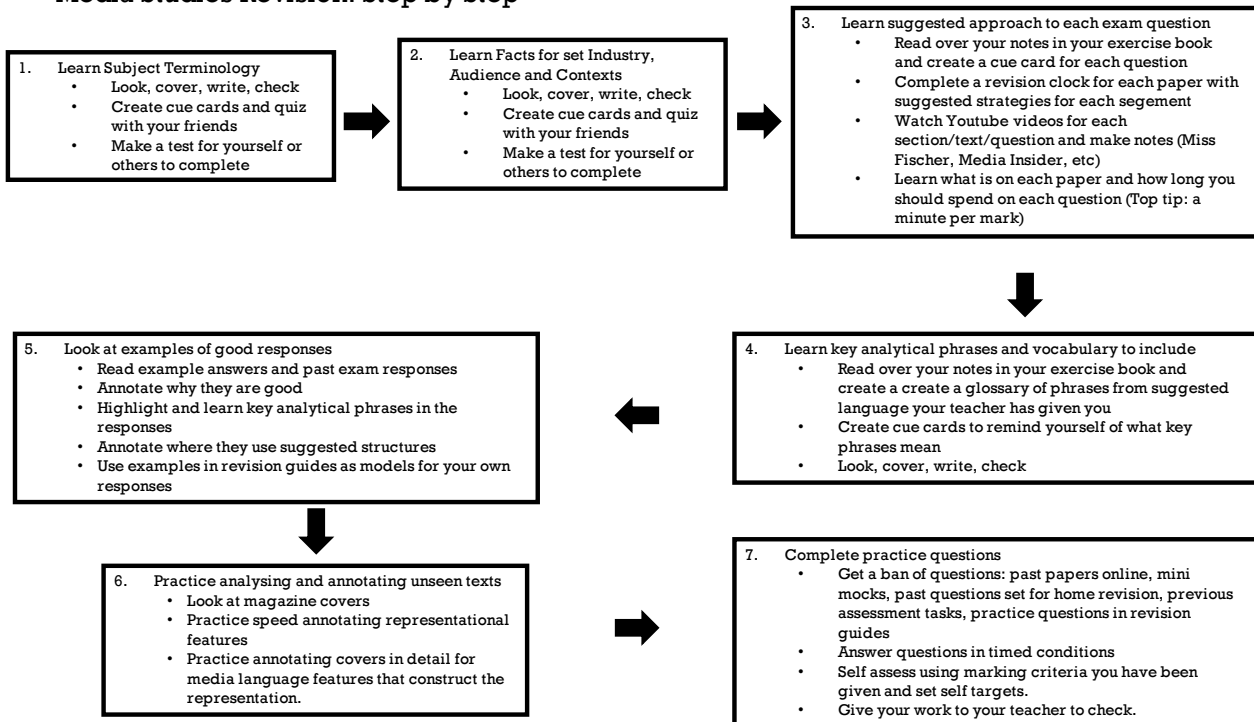 Media Studies Revision: Step by Step
1. Learn Subject Terminology
• Look, cover, write, check
• Create cue cards and quiz
with your friends
• Make a test for yourself or
others to complete
2. Learn Facts for set Industry,
Audience and Contexts
• Look, cover, write, check
• Create cue cards and quiz
with your friends
• Make a test for yourself or
others to complete
3. Learn suggested approach to each exam question
• Read over your notes in your exercise book
and create a cue card for each question
• Complete a revision clock for each paper with
suggested strategies for each segement
• Watch Youtube videos for each
section/text/question and make notes (Miss
Fischer, Media Insider, etc)
• Learn what is on each paper and how long you
should spend on each question (Top tip: a
minute per mark)
4. Learn key analytical phrases and vocabulary to include
• Read over your notes in your exercise book and
create a create a glossary of phrases from suggested
language your teacher has given you
• Create cue cards to remind yourself of what key
phrases mean
• Look, cover, write, check
5. Look at examples of good responses
• Read example answers and past exam responses
• Annotate why they are good
• Highlight and learn key analytical phrases in the
responses
• Annotate where they use suggested structures
• Use examples in revision guides as models for your own
responses
6. Practice analysing and annotating unseen texts
• Look at magazine covers
• Practice speed annotating representational
features
• Practice annotating covers in detail for
media language features that construct the
representation.
7. Complete practice questions
• Get a ban of questions: past papers online, mini
mocks, past questions set for home revision, previous
assessment tasks, practice questions in revision
guides
• Answer questions in timed conditions
• Self assess using marking criteria you have been
given and set self targets.
• Give your work to your teacher to check.